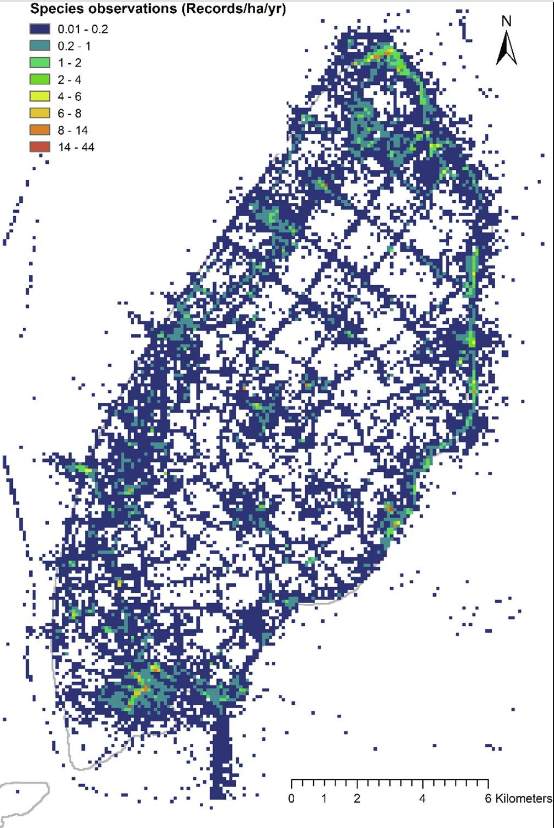 Species observations (Records/ha/yr)
0.01 - 0.2
0.2 - 1
1 - 2
2 - 4
4 - 6
6 - 8
8 - 14
14 - 44
N
0 1 2 4 6 Kilometers